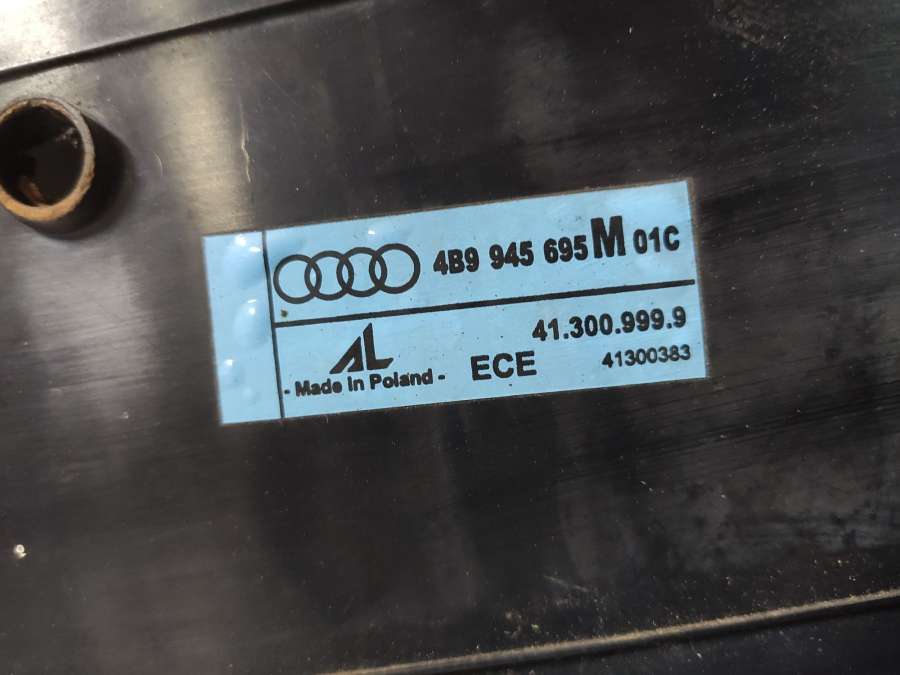 4B9 945 695 M 01C
41.300.999.9
AL
- Made in Poland -
ECE
41300383